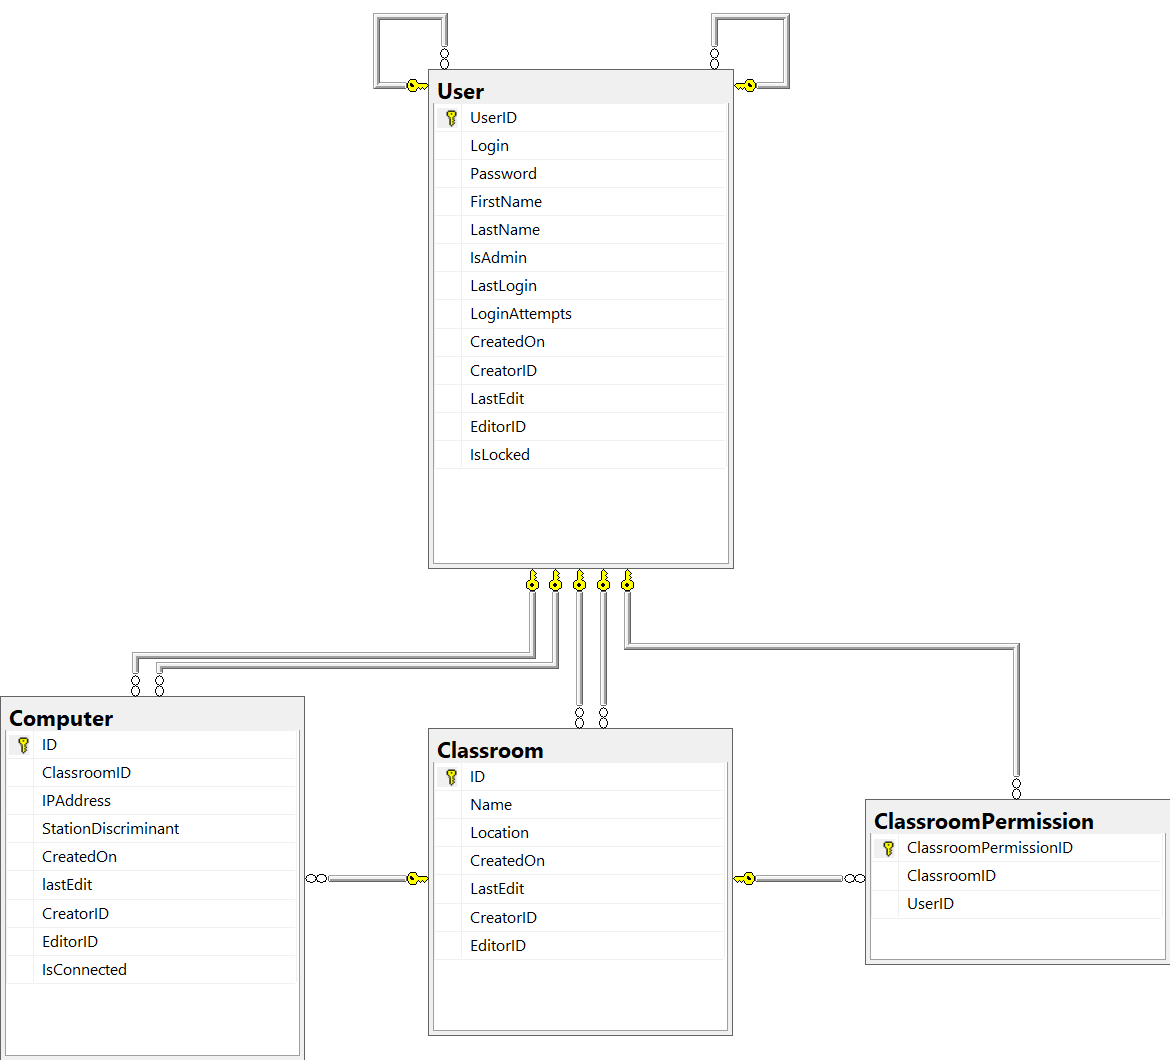 User
UserID
Login
Password
FirstName
LastName
IsAdmin
LastLogin
LoginAttempts
CreatedOn
CreatorID
LastEdit
EditorID
IsLocked
Computer
ID
ClassroomID
IPAddress
StationDiscriminant
CreatedOn
lastEdit
CreatorID
EditorID
IsConnected
Classroom
ID
Name
Location
CreatedOn
LastEdit
CreatorID
EditorID
ClassroomPermission
ClassroomPermissionID
ClassroomID
UserID